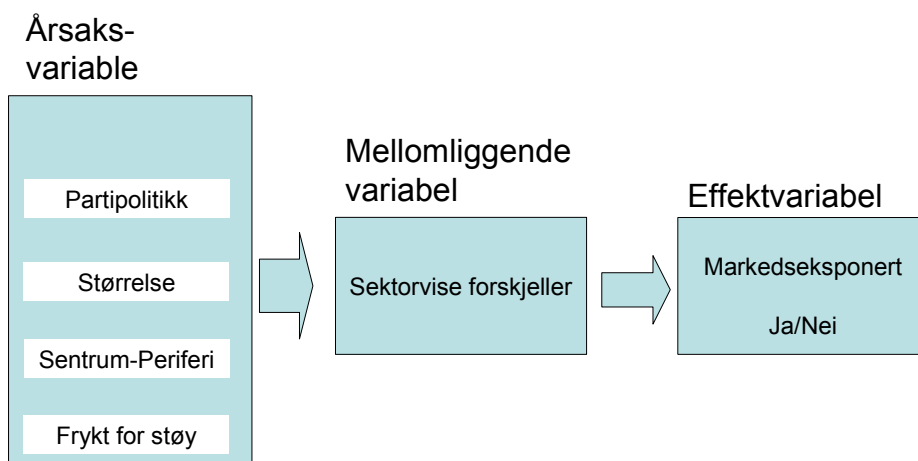 Årsaks-
variable
Partipolitikk
Størrelse
Sentrum-Periferi
Frykt for støy
Mellomliggende
variabel
Sektorvise forskjeller
Effektvariabel
Markedseksponert
Ja/Nei